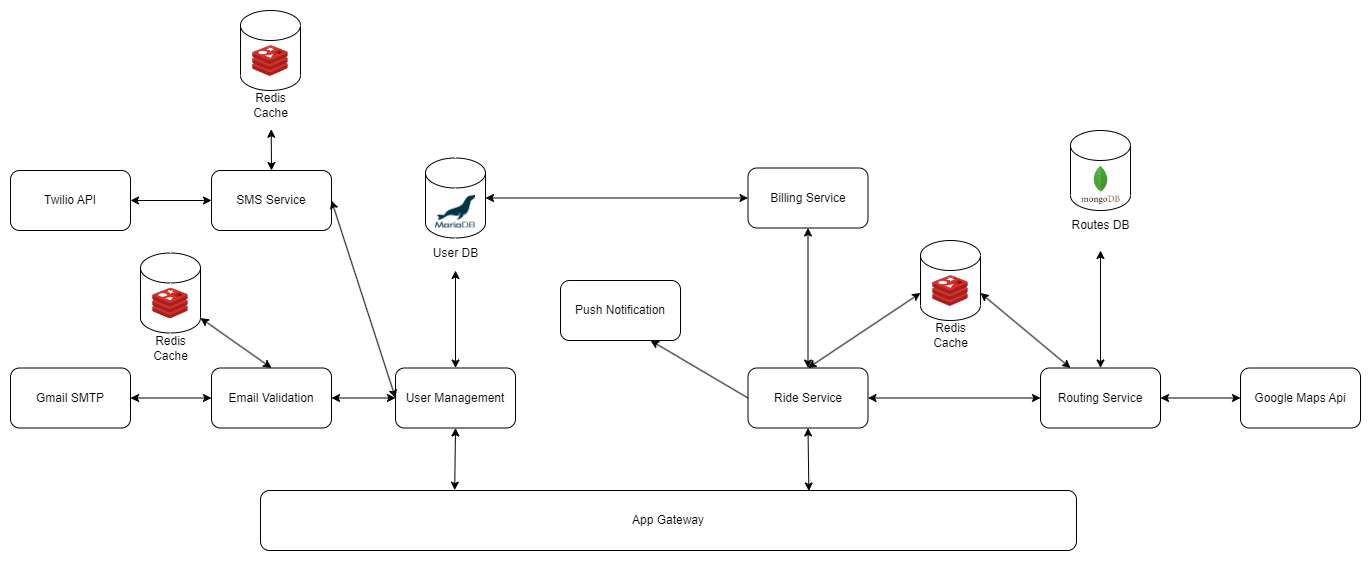 Redis
Cache
Twilio API
SMS Service
MariaDB
User DB
Billing Service
mongoDB
Routes DB
Redis
Cache
Push Notification
Redis
Cache
Gmail SMTP
Email Validation
User Management
Ride Service
Routing Service
Google Maps Api
App Gateway